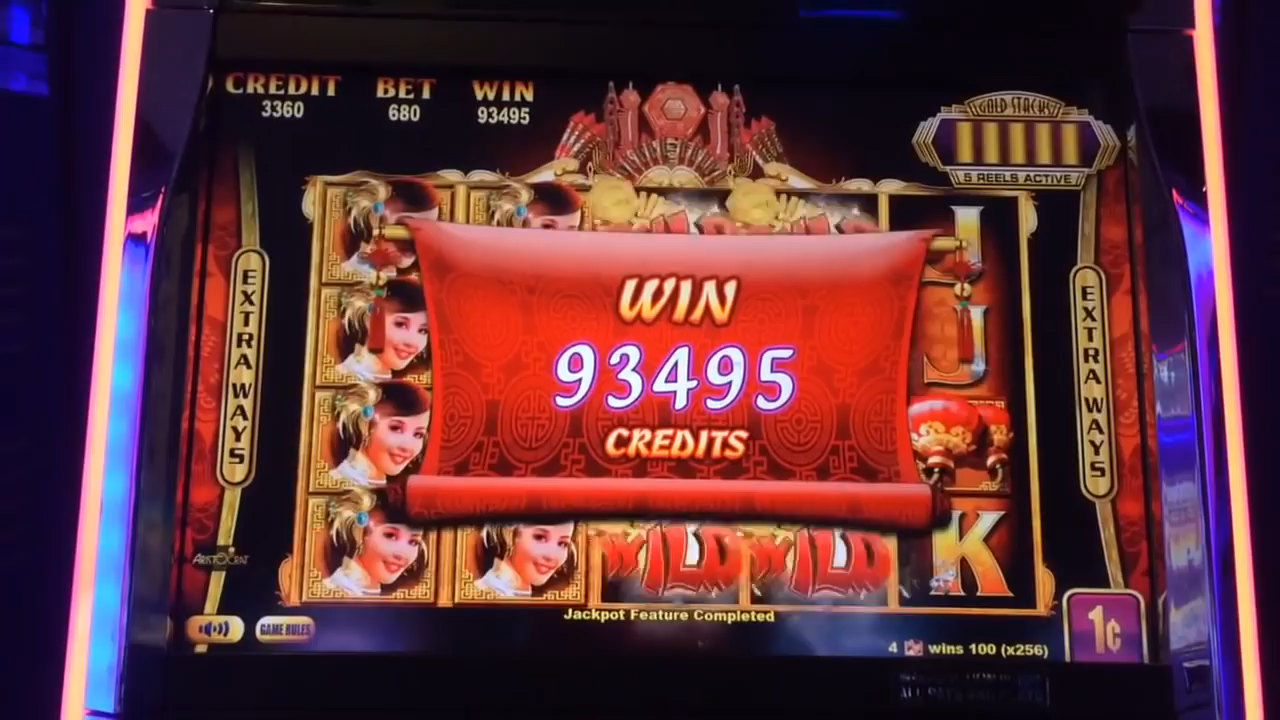 CREDIT BET WIN
3360 680 93495
GOLD STACKS
5 REELS ACTIVE
EXTRA WAYS
EXTRA WAYS
WIN
93495
CREDITS
J
J
WILD WILD
K
ARISTOCRAT
Jackpot Feature Completed
GAME RULES
4 wins 100 (x256)
1¢